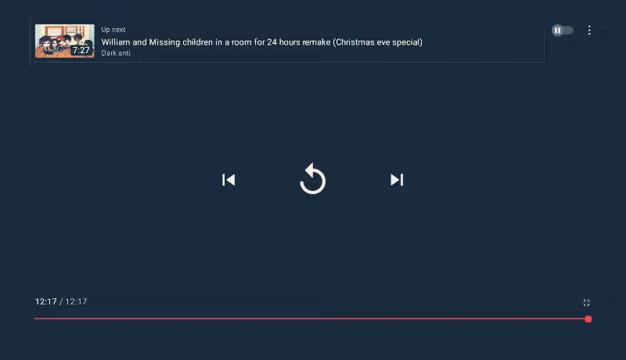 Up next
William and Missing children in a room for 24 hours remake (Christmas eve special)
7:27
Dark anti
12:17 / 12:17